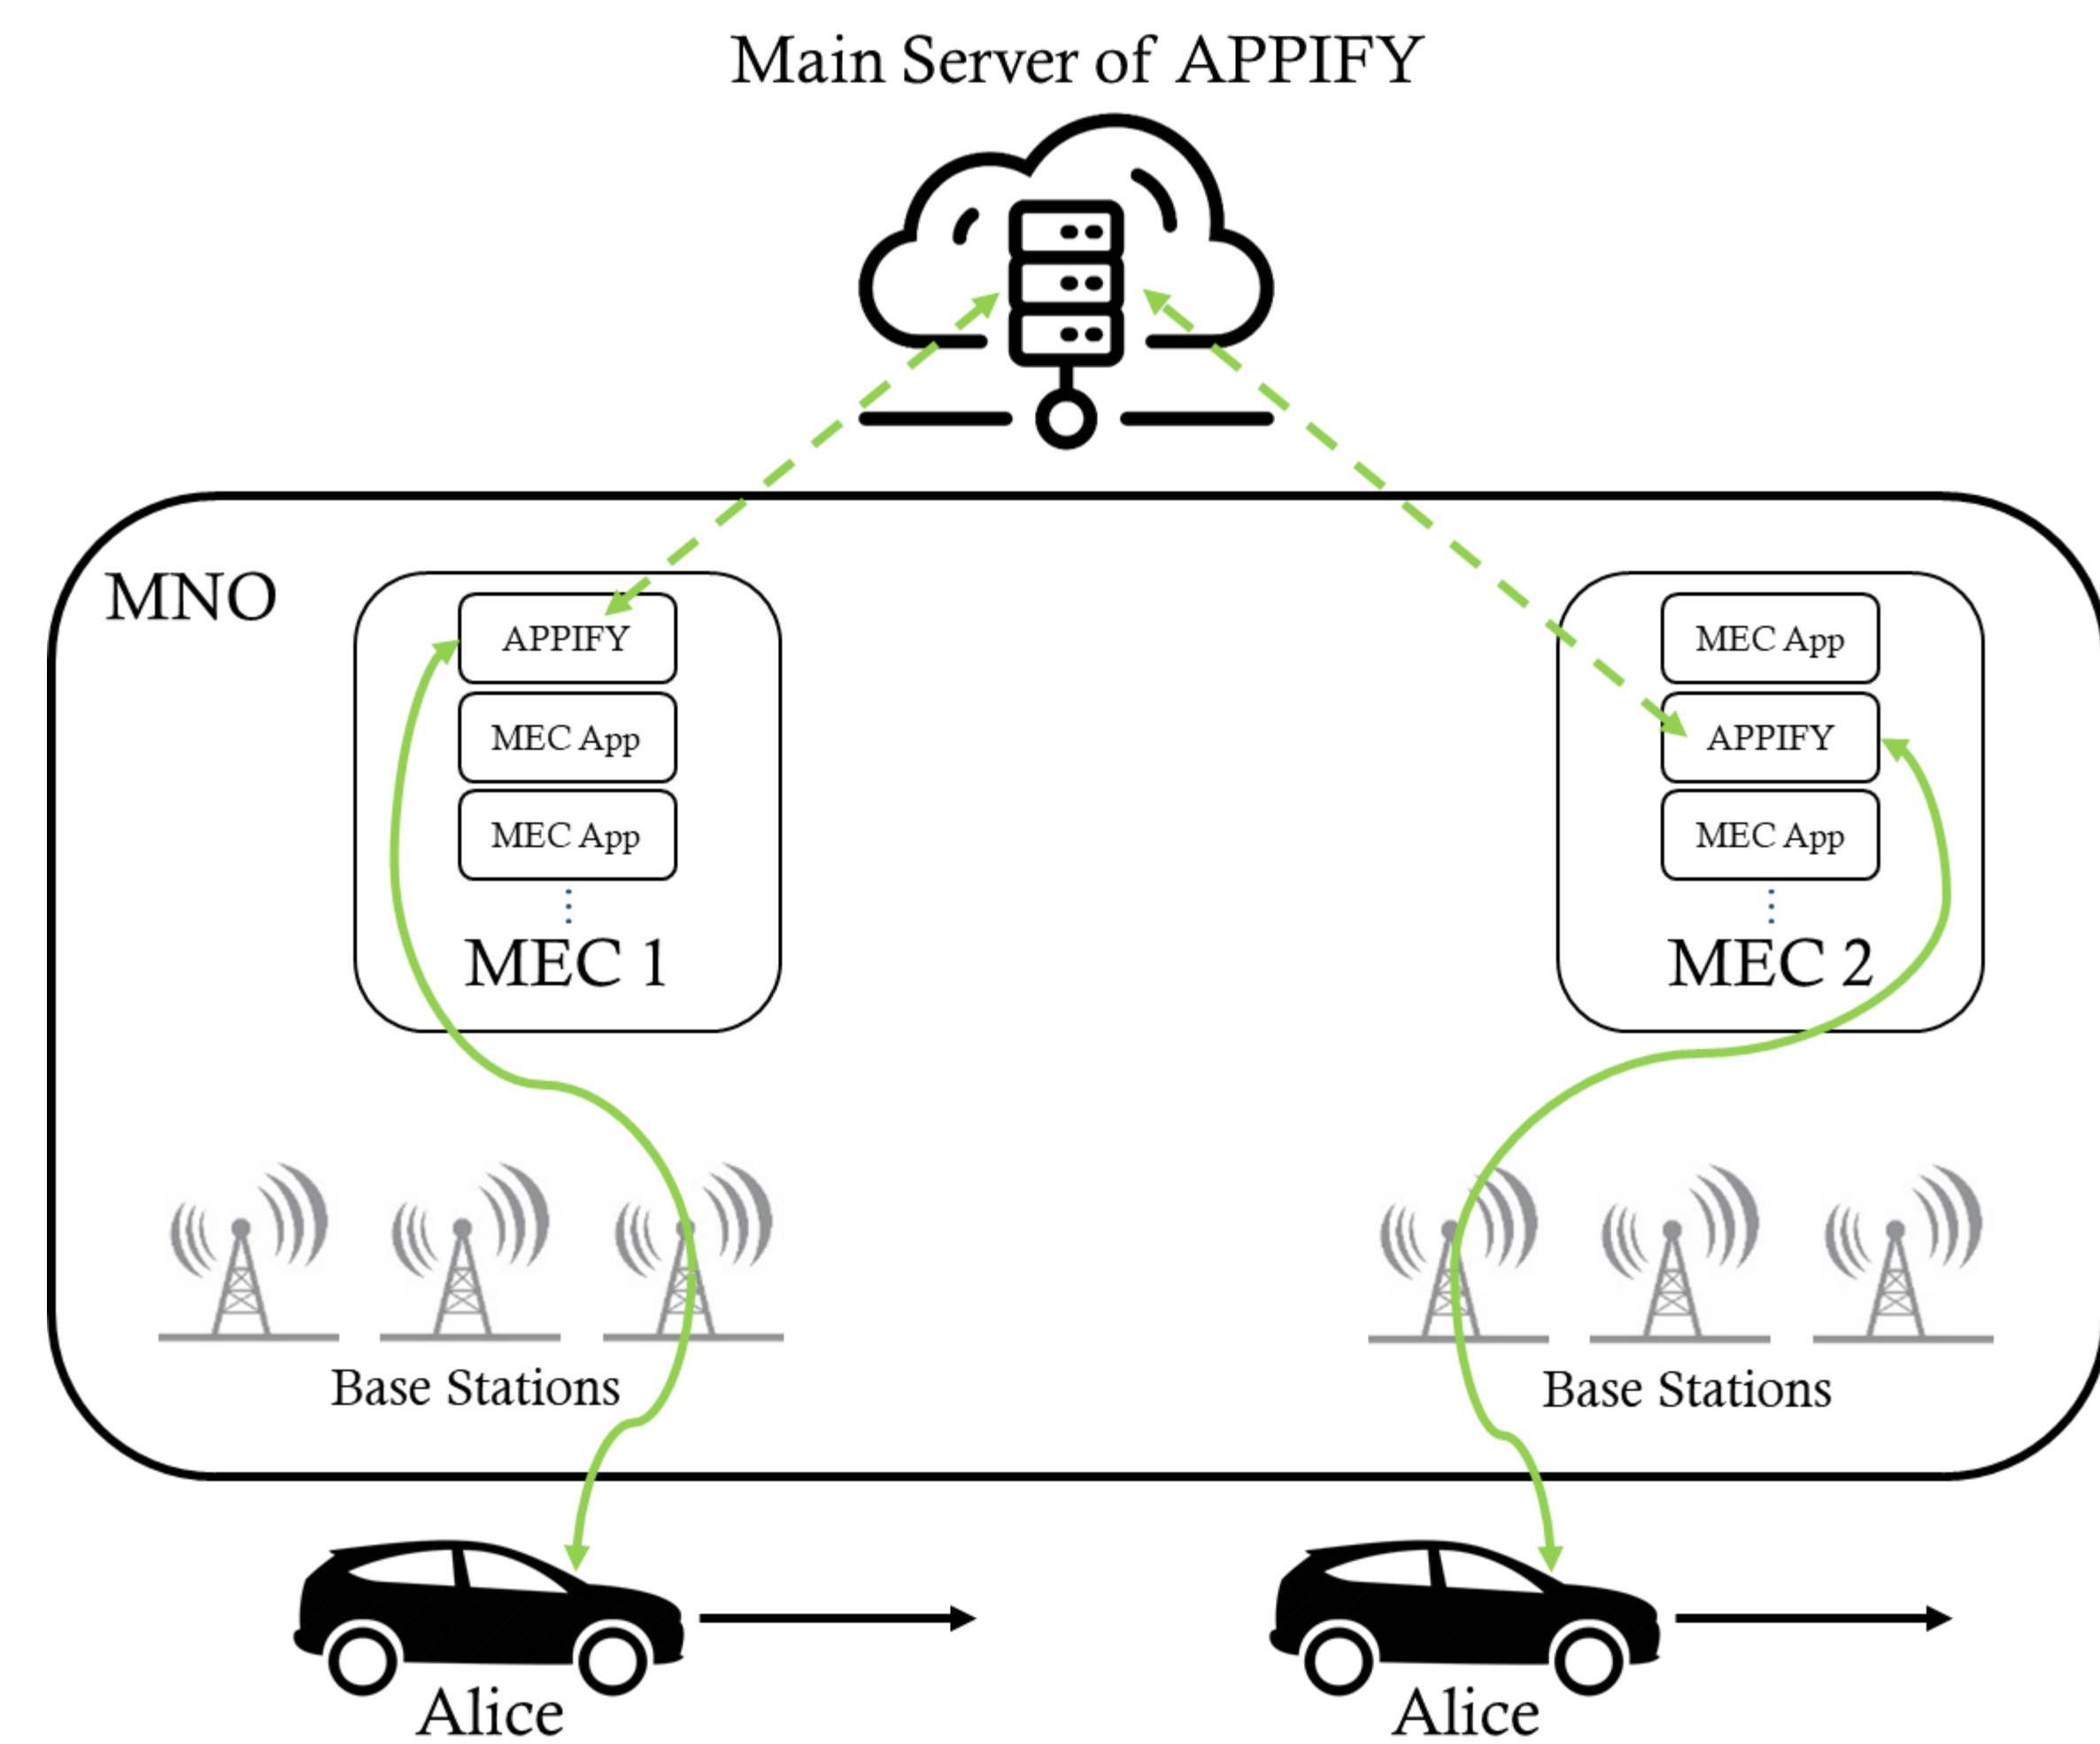 Main Server of APPIFY
MNO
APPIFY
MEC App
MEC App
MEC 1
MEC App
APPIFY
MEC App
MEC 2
Base Stations
Base Stations
Alice
Alice